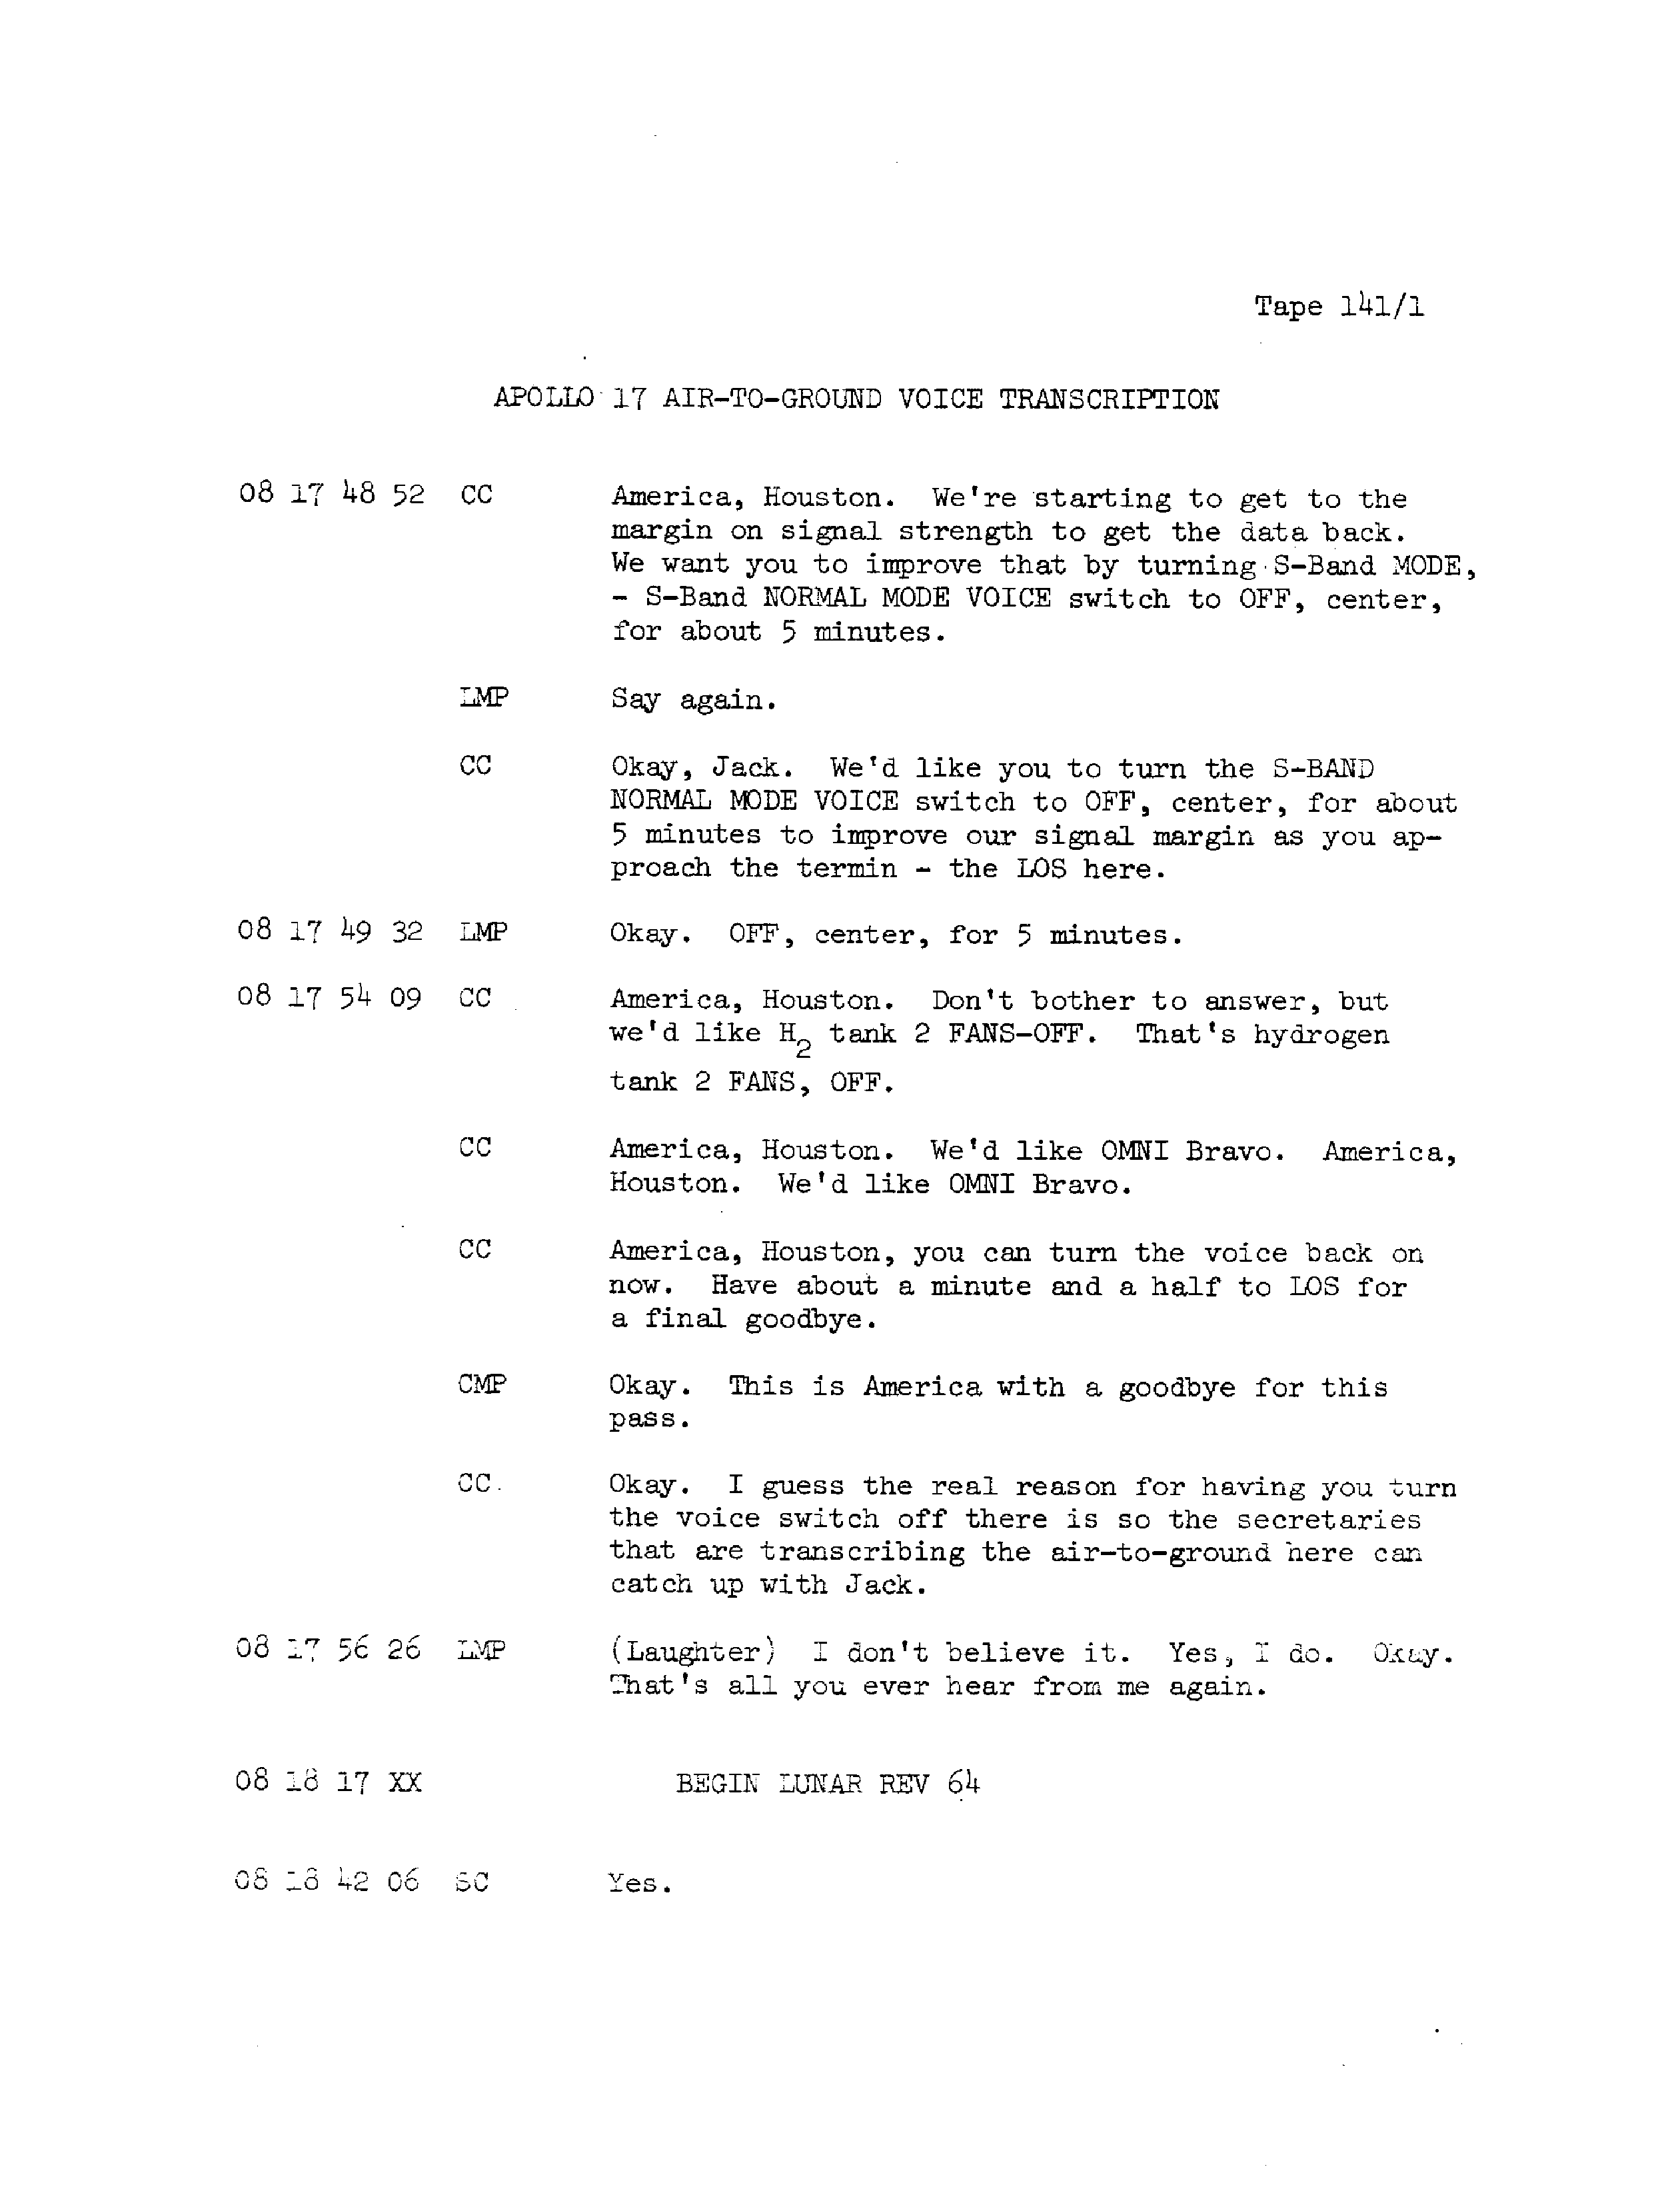 Tape 141/1
APOLLO 17 AIR-TO-GROUND VOICE TRANSCRIPTION
08 17 48 52 CC America, Houston. We're starting to get to the
margin on signal strength to get the data back.
We want you to improve that by turning S-Band MODE,
- S-Band NORMAL MODE VOICE switch to OFF, center,
for about 5 minutes.
LMP Say again.
CC Okay, Jack. We'd like you to turn the S-BAND
NORMAL MODE VOICE switch to OFF, center, for about
5 minutes to improve our signal margin as you ap-
proach the termin - the LOS here.
08 17 49 32 LMP Okay. OFF, center, for 5 minutes.
08 17 54 09 CC America, Houston. Don't bother to answer, but
we'd like H2 tank 2 FANS-OFF. That's hydrogen
tank 2 FANS, OFF.
CC America, Houston. We'd like OMNI Bravo. America,
Houston. We'd like OMNI Bravo.
CC America, Houston, you can turn the voice back on
now. Have about a minute and a half to LOS for
a final goodbye.
CMP Okay. This is America with a goodbye for this
pass.
CC Okay. I guess the real reason for having you turn
the voice switch off there is so the secretaries
that are transcribing the air-to-ground here can
catch up with Jack.
08 17 56 26 LMP (Laughter) I don't believe it. Yes, I do. Okay.
That's all you ever hear from me again.
08 18 17 XX BEGIN LUNAR REV 64
08 18 42 06 SC Yes.